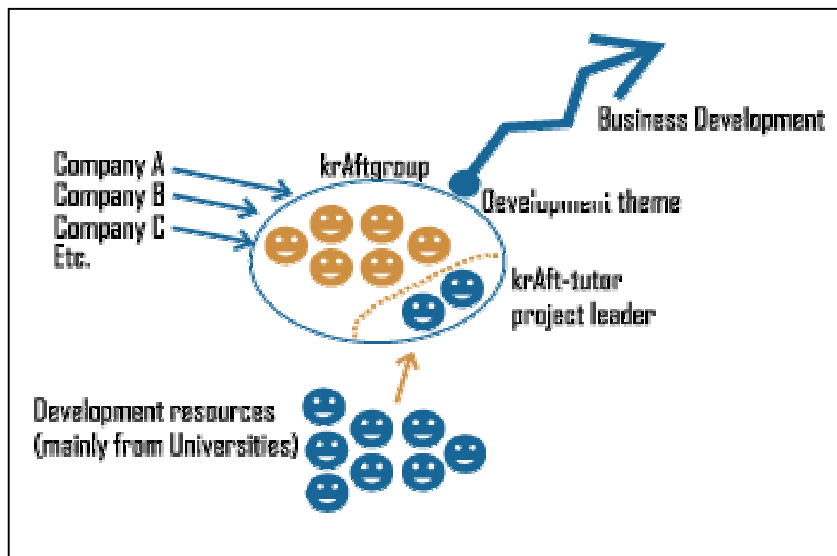 Business Development
krAftgroup
Company A
Company B
Company C
Etc.
Development theme
krAft-tutor
project leader
Development resources
(mainly from Universities)